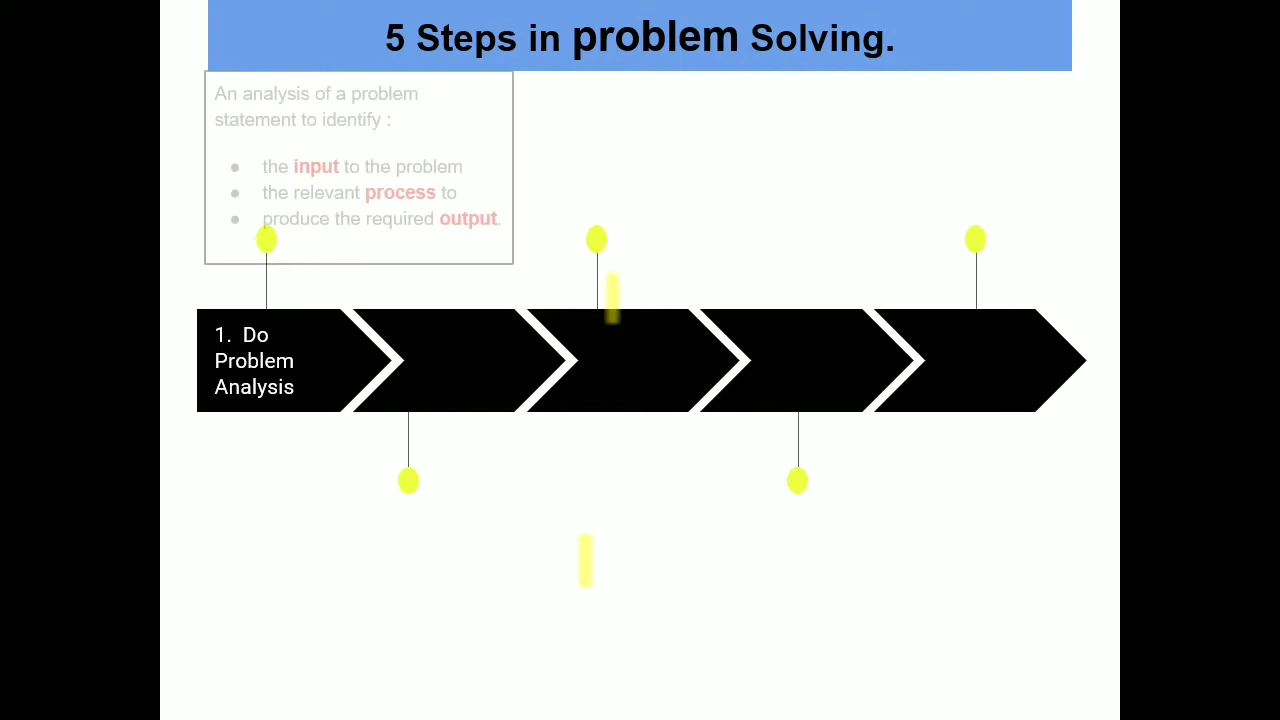 5 Steps in problem Solving.
An analysis of a problem
statement to identify :
● the input to the problem
● the relevant process to
● produce the required output.
1. Do
Problem
Analysis